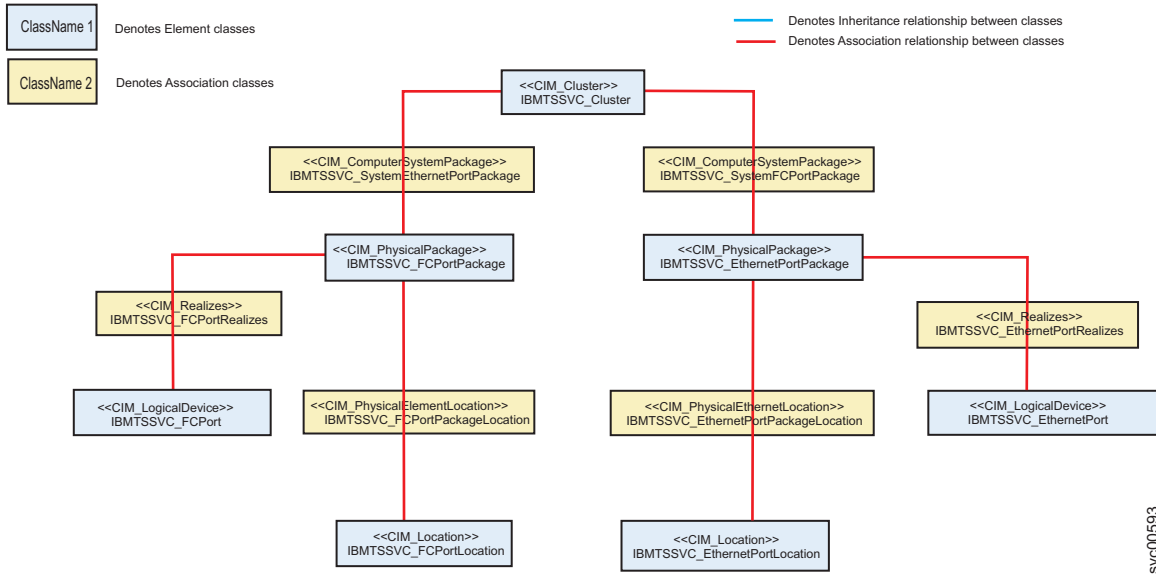 ClassName 1
Denotes Element classes
ClassName 2
Denotes Association classes
Denotes Inheritance relationship between classes
Denotes Association relationship between classes
<<CIM_Cluster>>
IBMTSSVC_Cluster
<<CIM_ComputerSystemPackage>>
IBMTSSVC_SystemEthernetPortPackage
<<CIM_ComputerSystemPackage>>
IBMTSSVC_SystemFCPortPackage
<<CIM_PhysicalPackage>>
IBMTSSVC_FCPortPackage
<<CIM_PhysicalPackage>>
IBMTSSVC_EthernetPortPackage
<<CIM_Realizes>>
IBMTSSVC_FCPortRealizes
<<CIM_Realizes>>
IBMTSSVC_EthernetPortRealizes
<<CIM_LogicalDevice>>
IBMTSSVC_FCPort
<<CIM_PhysicalElementLocation>>
IBMTSSVC_FCPortPackageLocation
<<CIM_PhysicalEthernetLocation>>
IBMTSSVC_EthernetPortPackageLocation
<<CIM_LogicalDevice>>
IBMTSSVC_EthernetPort
<<CIM_Location>>
IBMTSSVC_FCPortLocation
<<CIM_Location>>
IBMTSSVC_EthernetPortLocation
svc00593